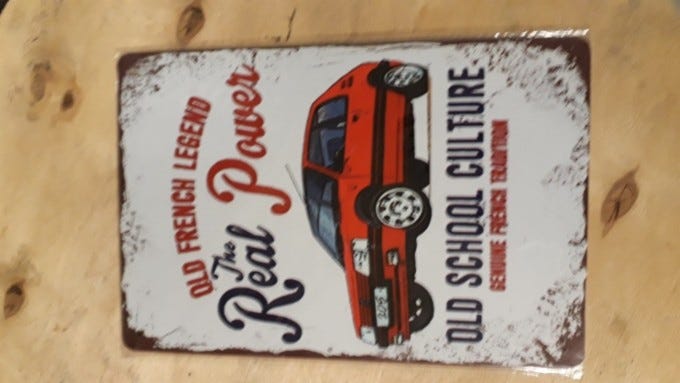 OLD FRENCH LEGEND
The
Real Power
OLD SCHOOL CULTURE
GENUINE FRENCH TRADITION